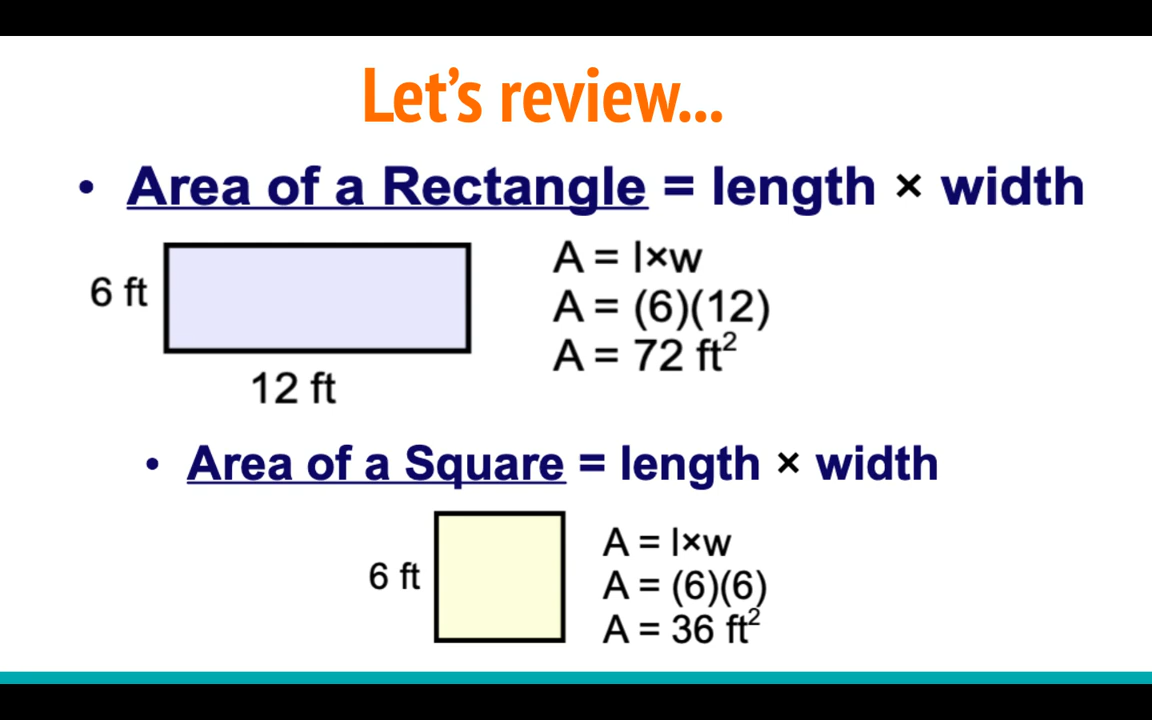 Let's review...
• Area of a Rectangle = length × width
6 ft
12 ft
A = l×w
A = (6)(12)
A = 72 ft²
• Area of a Square = length × width
6 ft
A = l×w
A = (6)(6)
A = 36 ft²